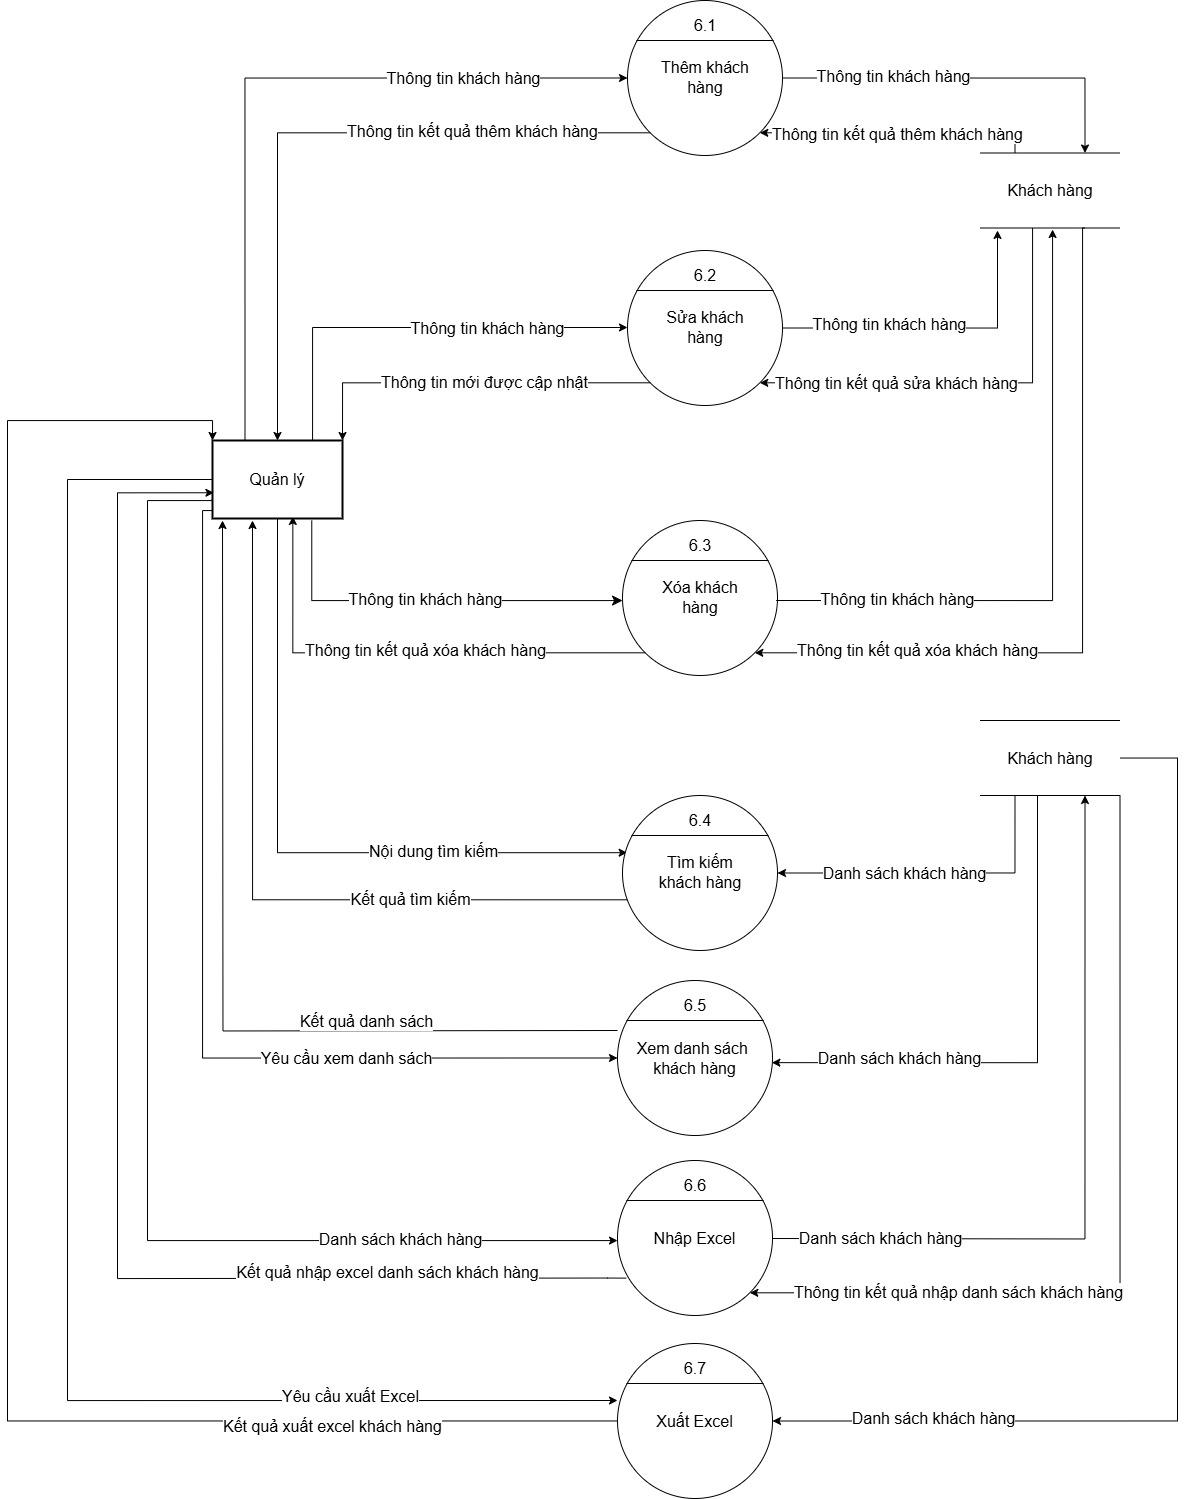 6.1
Thêm khách
hàng
Thông tin khách hàng
Thông tin khách hàng
Thông tin kết quả thêm khách hàng
Thông tin kết quả thêm khách hàng
Khách hàng
6.2
Sửa khách
hàng
Thông tin khách hàng
Thông tin khách hàng
Thông tin mới được cập nhật
Thông tin kết quả sửa khách hàng
Quản lý
6.3
Xóa khách
hàng
Thông tin khách hàng
Thông tin khách hàng
Thông tin kết quả xóa khách hàng
Thông tin kết quả xóa khách hàng
Khách hàng
6.4
Tìm kiếm
khách hàng
Nội dung tìm kiếm
Danh sách khách hàng
Kết quả tìm kiếm
6.5
Xem danh sách
khách hàng
Kết quả danh sách
Yêu cầu xem danh sách
Danh sách khách hàng
6.6
Nhập Excel
Danh sách khách hàng
Danh sách khách hàng
Kết quả nhập excel danh sách khách hàng
Thông tin kết quả nhập danh sách khách hàng
6.7
Xuất Excel
Yêu cầu xuất Excel
Kết quả xuất excel khách hàng
Danh sách khách hàng